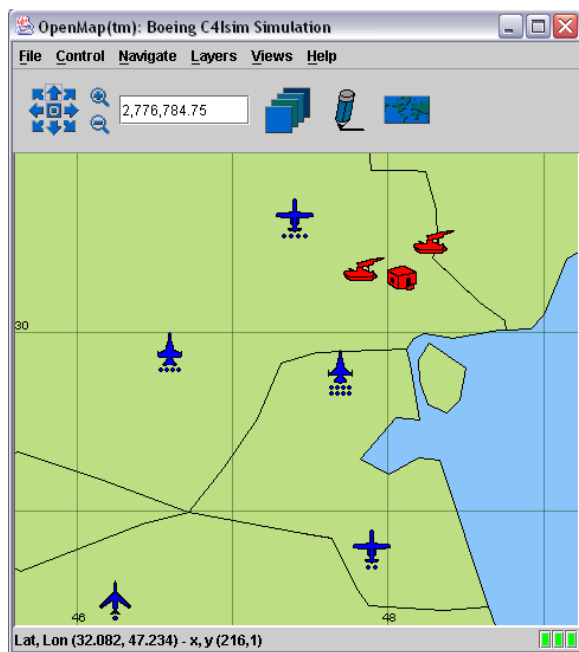 OpenMap(tm): Boeing C4Isim Simulation
File Control Navigate Layers Views Help
2,776,784.75
30
46 48
Lat, Lon (32.082, 47.234) - x, y (216,1)